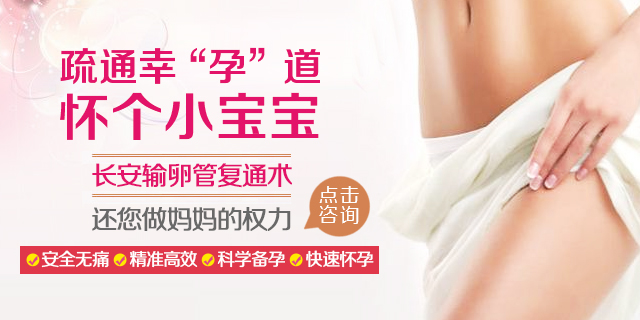 疏通幸“孕”道
怀个小宝宝
长安输卵管复通术
还您做妈妈的权力
点击
咨询
安全无痛 精准高效 科学备孕 快速怀孕